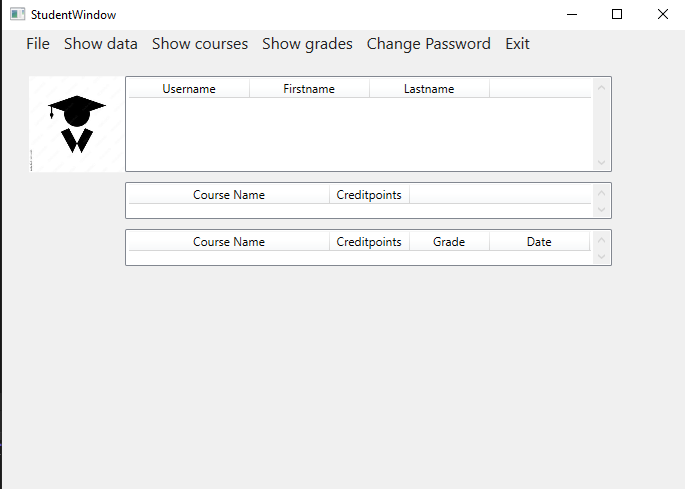 StudentWindow
File Show data Show courses Show grades Change Password Exit
Username Firstname Lastname
Course Name Creditpoints
Course Name Creditpoints Grade Date